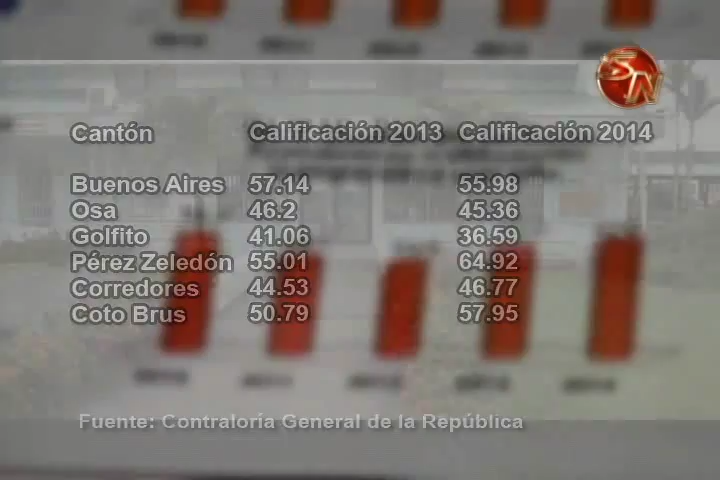 SN
Cantón Calificación 2013 Calificación 2014
Buenos Aires 57.14 55.98
Osa 46.2 45.36
Golfito 41.06 36.59
Pérez Zeledón 55.01 64.92
Corredores 44.53 46.77
Coto Brus 50.79 57.95
Fuente: Contraloría General de la República